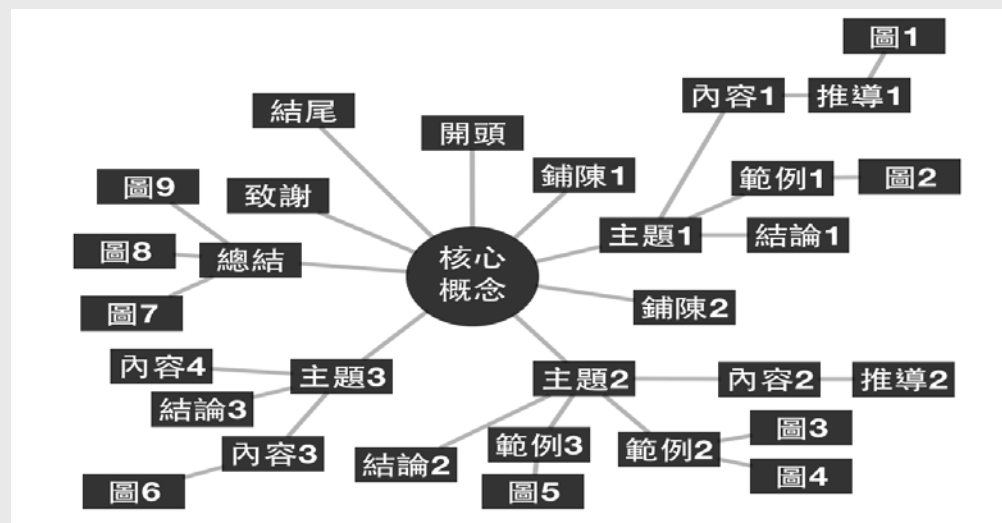 圖1
結尾
內容1
推導1
開頭
鋪陳1
範例1
圖2
圖9
致謝
主題1
結論1
圖8
總結
核心
概念
鋪陳2
圖7
內容4
主題3
主題2
內容2
推導2
結論3
圖3
內容3
結論2
範例3
範例2
圖4
圖6
圖5